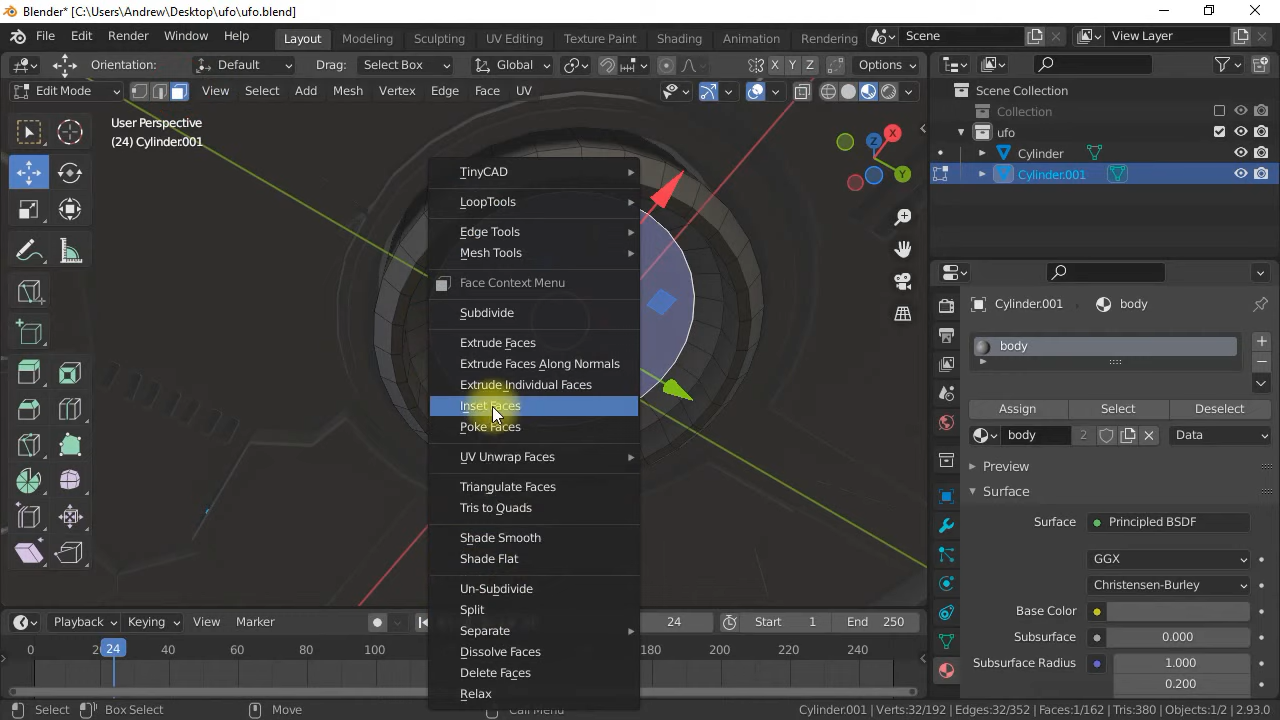 Blender* [C:\Users\Andrew\Desktop\ufo\ufo.blend]
File Edit Render Window Help Layout Modeling Sculpting UV Editing Texture Paint Shading Animation Rendering Scene View Layer
Orientation: Default Drag: Select Box Global X Y Z Options
Edit Mode View Select Add Mesh Vertex Edge Face UV
User Perspective
(24) Cylinder.001
X
Z
Y
TinyCAD
LoopTools
Edge Tools
Mesh Tools
Face Context Menu
Subdivide
Extrude Faces
Extrude Faces Along Normals
Extrude Individual Faces
Inset Faces
Poke Faces
UV Unwrap Faces
Triangulate Faces
Tris to Quads
Shade Smooth
Shade Flat
Un-Subdivide
Split
Separate
Dissolve Faces
Delete Faces
Relax
Scene Collection
Collection
ufo
Cylinder
Cylinder.001
Cylinder.001 body
body
Assign Select Deselect
body 2 Data
Preview
Surface
Surface Principled BSDF
GGX
Christensen-Burley
Base Color
Subsurface 0.000
Subsurface Radius 1.000
0.200
Playback Keying View Marker 24 Start 1 End 250
0 24 40 60 80 100 200 220 240
Select Box Select Move Call Menu Cylinder.001 | Verts:32/192 | Edges:32/352 | Faces:1/162 | Tris:380 | Objects:1/2 | 2.93.0